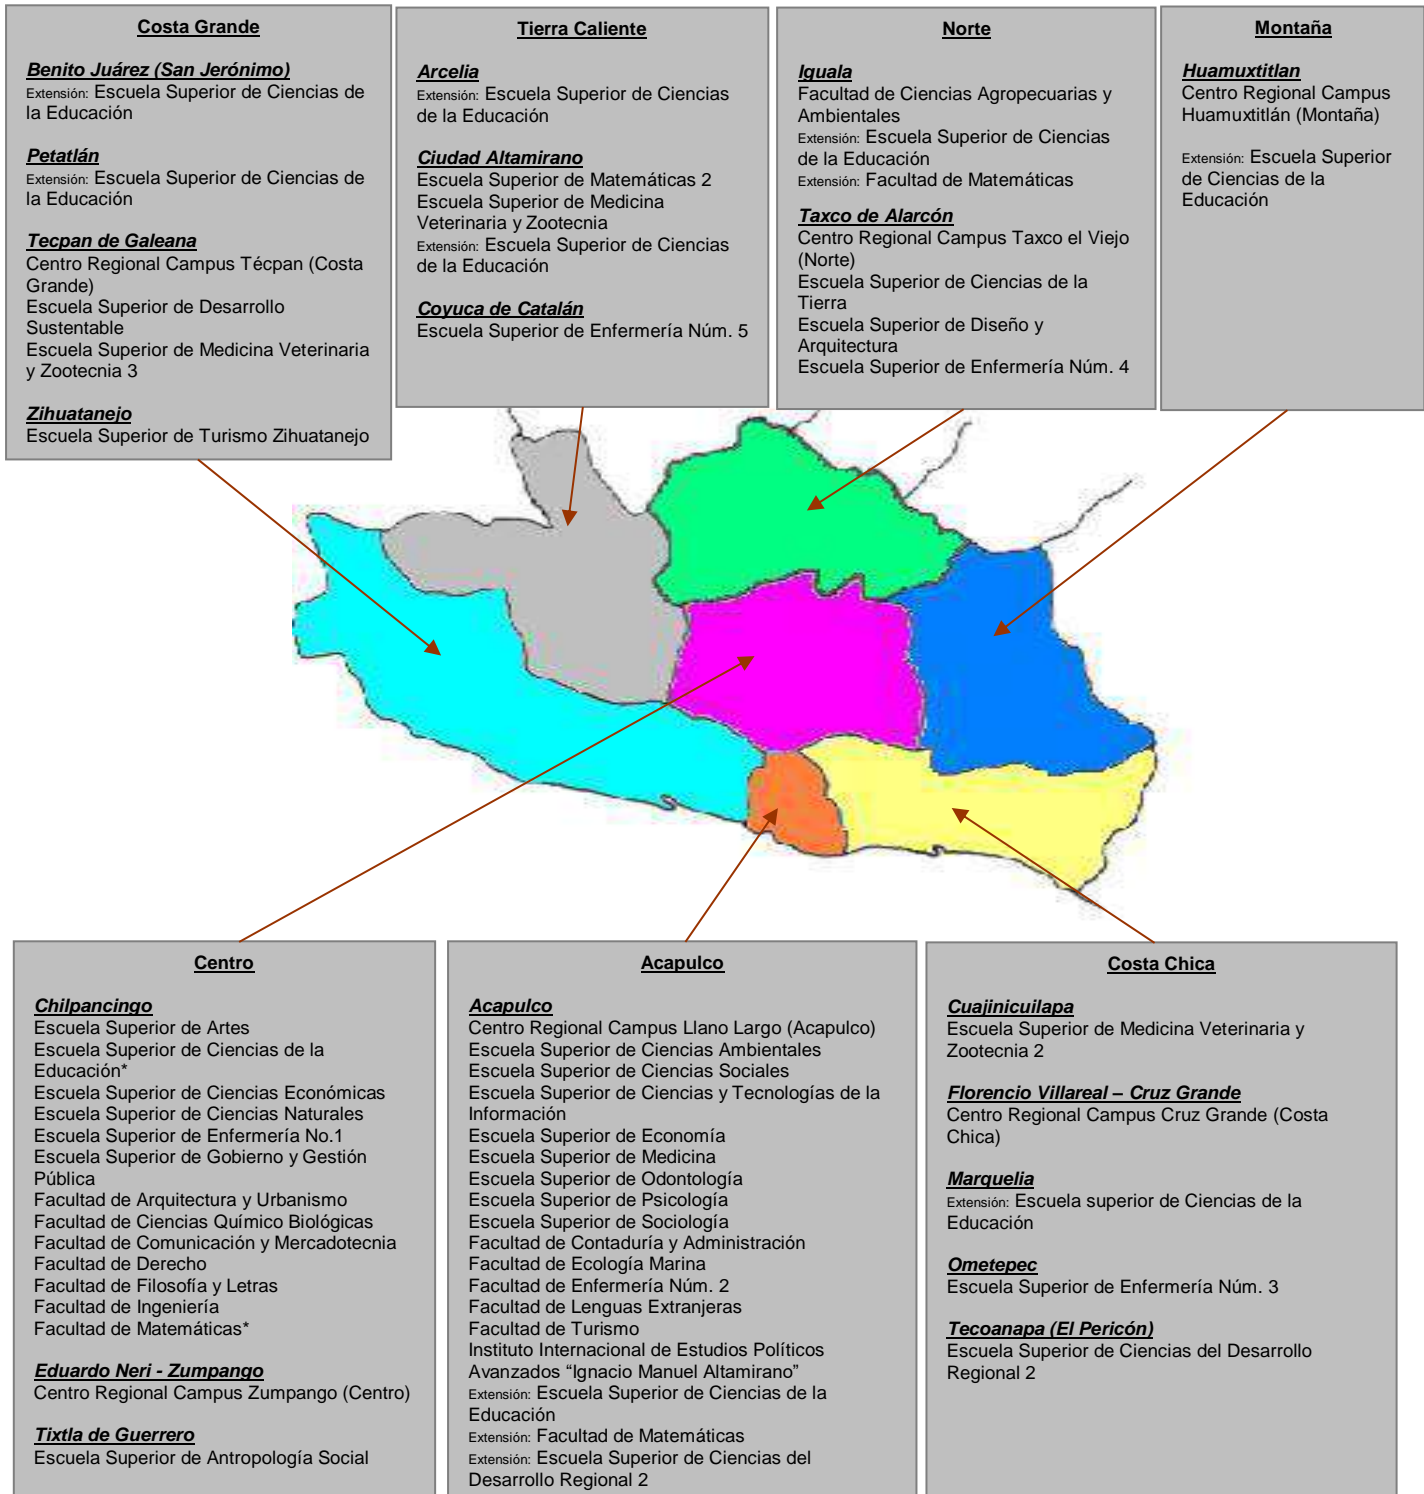 Costa Grande
Benito Juárez (San Jerónimo)
Extensión: Escuela Superior de Ciencias de
la Educación
Petatlán
Extensión: Escuela Superior de Ciencias de
la Educación
Tecpan de Galeana
Centro Regional Campus Técpan (Costa
Grande)
Escuela Superior de Desarrollo
Sustentable
Escuela Superior de Medicina Veterinaria
y Zootecnia 3
Zihuatanejo
Escuela Superior de Turismo Zihuatanejo
Tierra Caliente
Arcelia
Extensión: Escuela Superior de Ciencias
de la Educación
Ciudad Altamirano
Escuela Superior de Matemáticas 2
Escuela Superior de Medicina
Veterinaria y Zootecnia
Extensión: Escuela Superior de Ciencias
de la Educación
Coyuca de Catalán
Escuela Superior de Enfermería Núm. 5
Norte
Iguala
Facultad de Ciencias Agropecuarias y
Ambientales
Extensión: Escuela Superior de Ciencias
de la Educación
Extensión: Facultad de Matemáticas
Taxco de Alarcón
Centro Regional Campus Taxco el Viejo
(Norte)
Escuela Superior de Ciencias de la
Tierra
Escuela Superior de Diseño y
Arquitectura
Escuela Superior de Enfermería Núm. 4
Montaña
Huamuxtitlan
Centro Regional Campus
Huamuxtitlán (Montaña)
Extensión: Escuela Superior
de Ciencias de la
Educación
Centro
Chilpancingo
Escuela Superior de Artes
Escuela Superior de Ciencias de la
Educación*
Escuela Superior de Ciencias Económicas
Escuela Superior de Ciencias Naturales
Escuela Superior de Enfermería No.1
Escuela Superior de Gobierno y Gestión
Pública
Facultad de Arquitectura y Urbanismo
Facultad de Ciencias Químico Biológicas
Facultad de Comunicación y Mercadotecnia
Facultad de Derecho
Facultad de Filosofía y Letras
Facultad de Ingeniería
Facultad de Matemáticas*
Eduardo Neri - Zumpango
Centro Regional Campus Zumpango (Centro)
Tixtla de Guerrero
Escuela Superior de Antropología Social
Acapulco
Acapulco
Centro Regional Campus Llano Largo (Acapulco)
Escuela Superior de Ciencias Ambientales
Escuela Superior de Ciencias Sociales
Escuela Superior de Ciencias y Tecnologías de la
Información
Escuela Superior de Economía
Escuela Superior de Medicina
Escuela Superior de Odontología
Escuela Superior de Psicología
Escuela Superior de Sociología
Facultad de Contaduría y Administración
Facultad de Ecología Marina
Facultad de Enfermería Núm. 2
Facultad de Lenguas Extranjeras
Facultad de Turismo
Instituto Internacional de Estudios Políticos
Avanzados “Ignacio Manuel Altamirano”
Extensión: Escuela Superior de Ciencias de la
Educación
Extensión: Facultad de Matemáticas
Extensión: Escuela Superior de Ciencias del
Desarrollo Regional 2
Costa Chica
Cuajinicuilapa
Escuela Superior de Medicina Veterinaria y
Zootecnia 2
Florencio Villareal – Cruz Grande
Centro Regional Campus Cruz Grande (Costa
Chica)
Marquelia
Extensión: Escuela superior de Ciencias de la
Educación
Ometepec
Escuela Superior de Enfermería Núm. 3
Tecoanapa (El Pericón)
Escuela Superior de Ciencias del Desarrollo
Regional 2